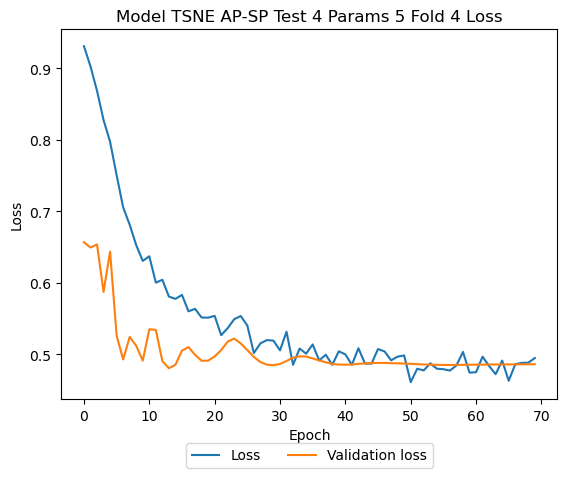 Model TSNE AP-SP Test 4 Params 5 Fold 4 Loss
0.9
0.8
0.7
0.6
0.5
Loss
0 10 20 30 40 50 60 70
Epoch
Loss Validation loss